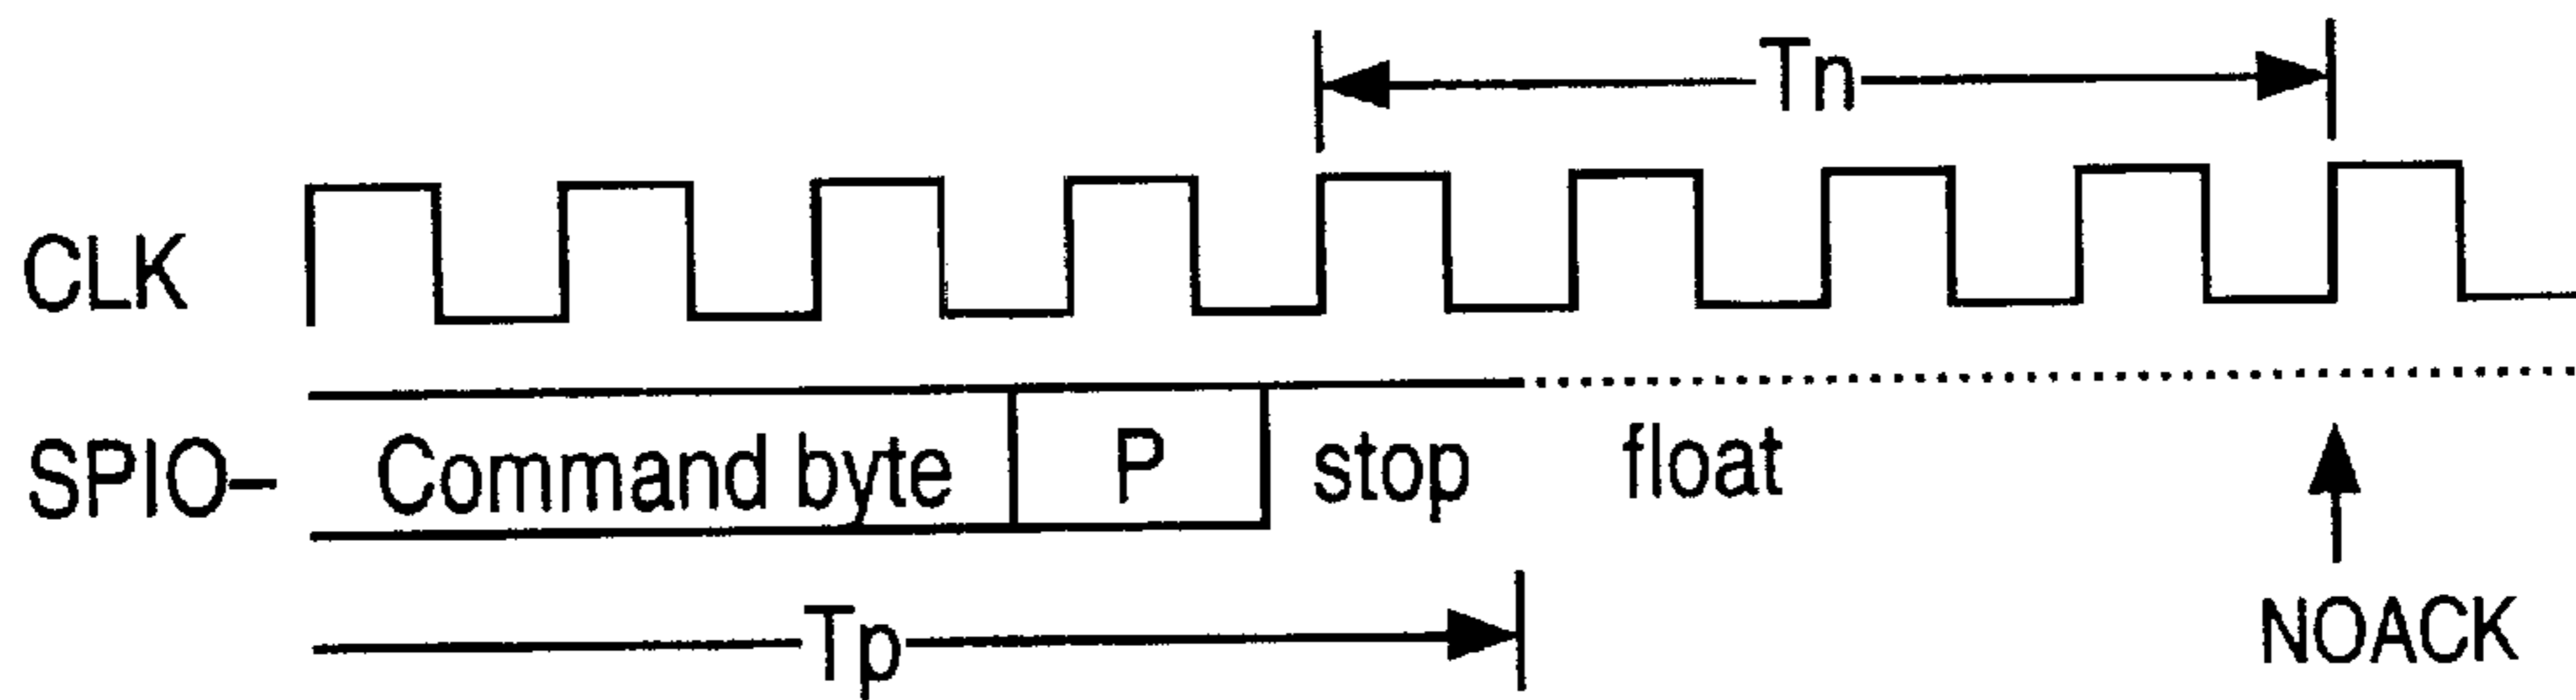 Tn
CLK
SPIO– Command byte P stop float
Tp
NOACK